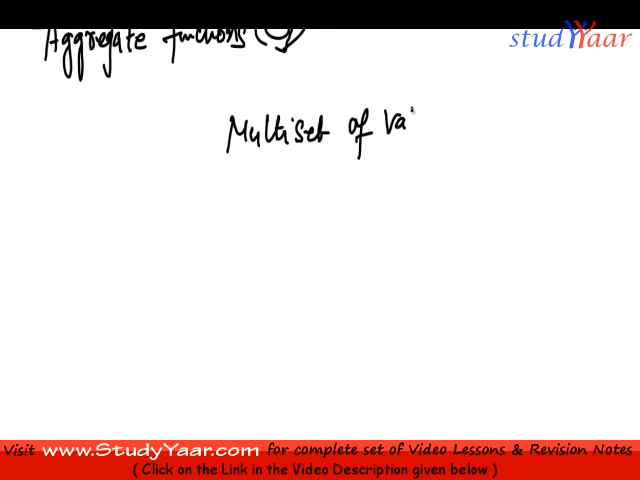 Aggregate functions
studYYaar
Multiset of Va
Visit www.StudyYaar.com for complete set of Video Lessons & Revision Notes
( Click on the Link in the Video Description given below )